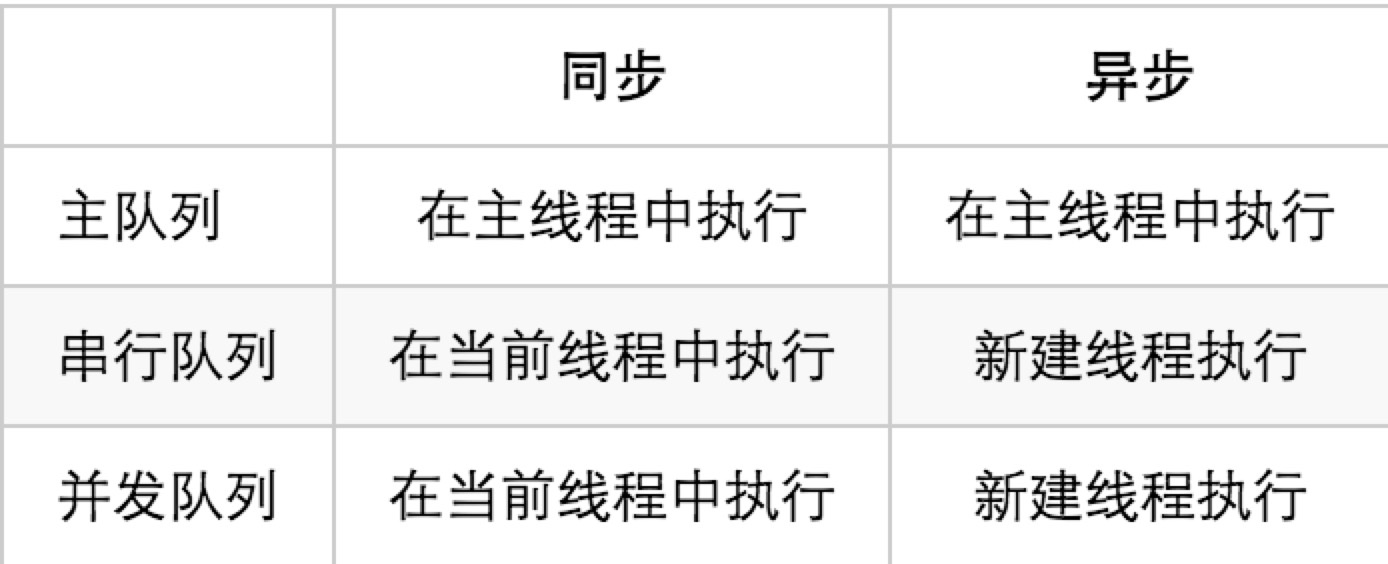 同步 异步
主队列 在主线程中执行 在主线程中执行
串行队列 在当前线程中执行 新建线程执行
并发队列 在当前线程中执行 新建线程执行